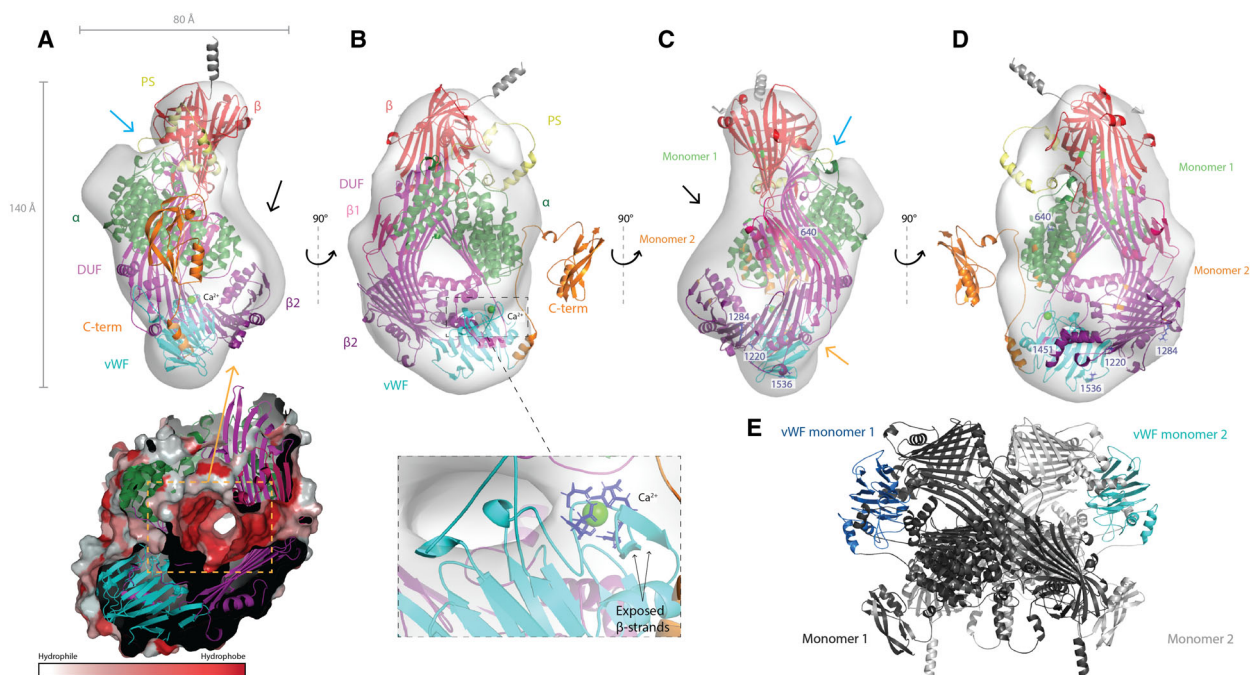 80 Å
A
B
C
D
PS
β
140 Å
α
DUF
Ca²⁺
β2
C-term
vWF
90°
β
PS
DUF
β1
α
Ca²⁺
C-term
β2
vWF
90°
Monomer 1
640
Monomer 2
1284
1220
1536
90°
Monomer 1
640
Monomer 2
1451
1284
1220
1536
Ca²⁺
Exposed
β-strands
E
vWF monomer 1
vWF monomer 2
Monomer 1
Monomer 2
Hydrophile
Hydrophobe